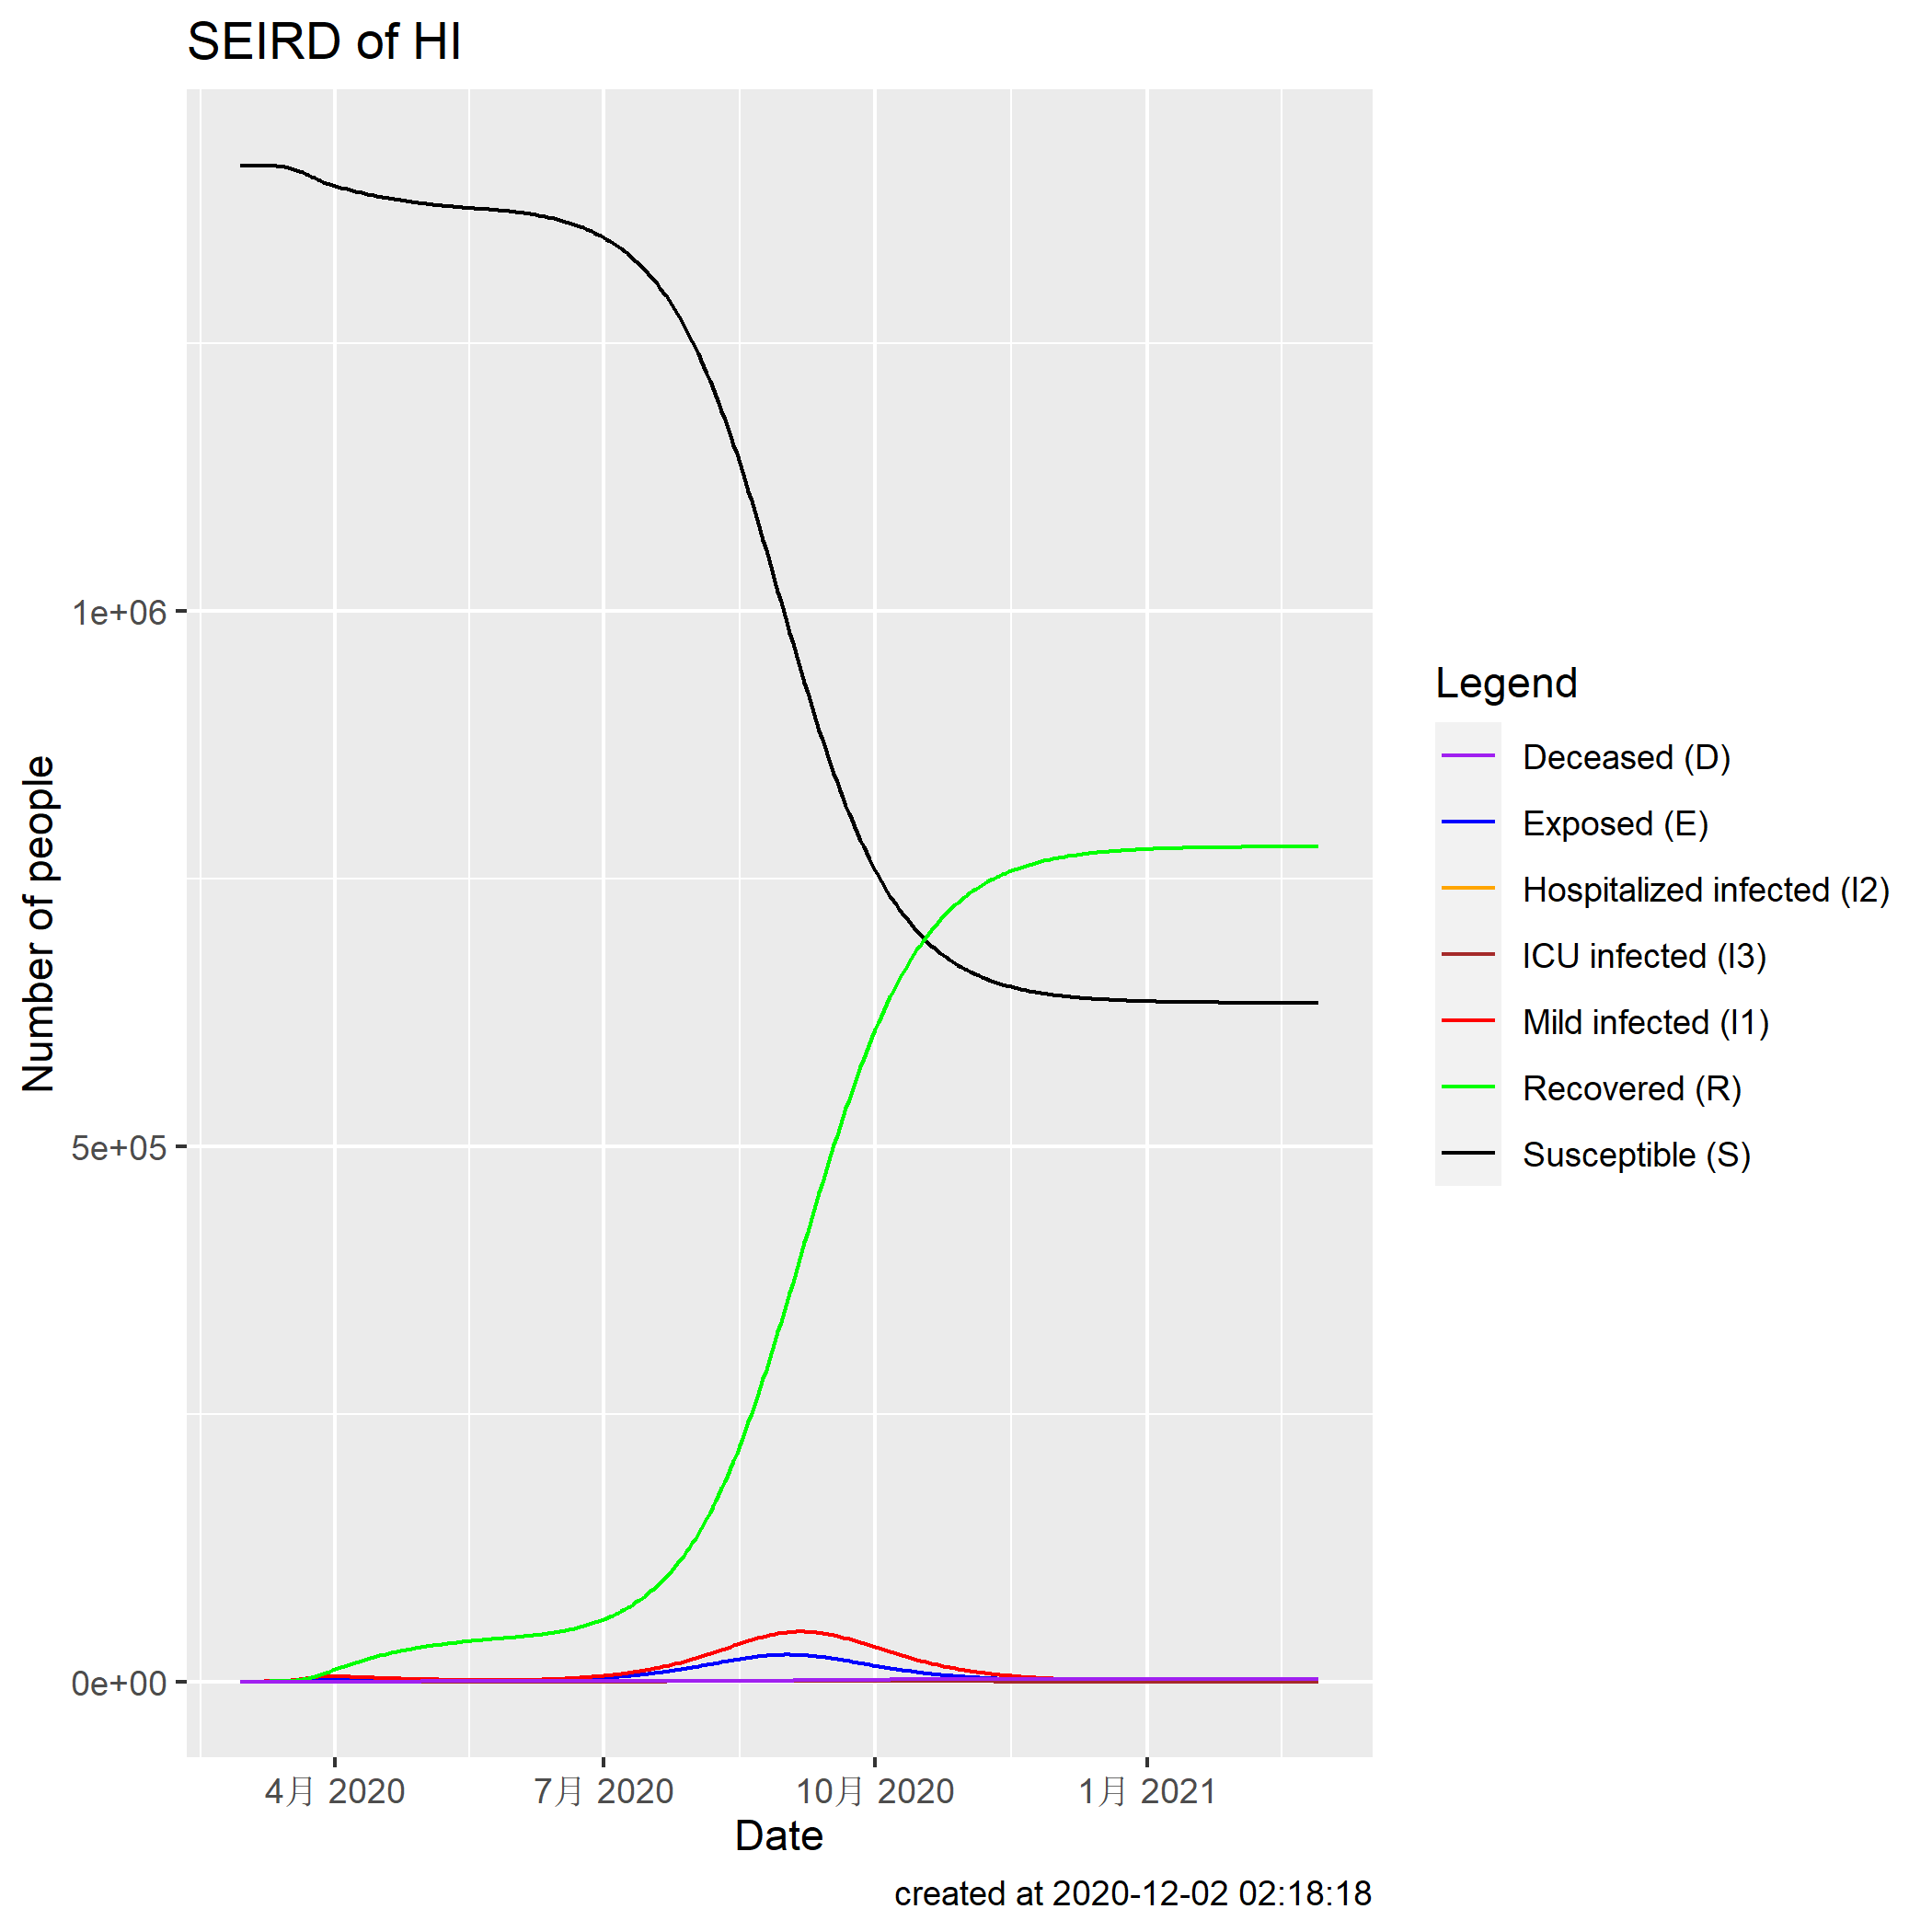 SEIRD of HI
Number of people
1e+06
5e+05
0e+00
4月 2020
7月 2020
10月 2020
1月 2021
Date
Legend
Deceased (D)
Exposed (E)
Hospitalized infected (I2)
ICU infected (I3)
Mild infected (I1)
Recovered (R)
Susceptible (S)
created at 2020-12-02 02:18:18